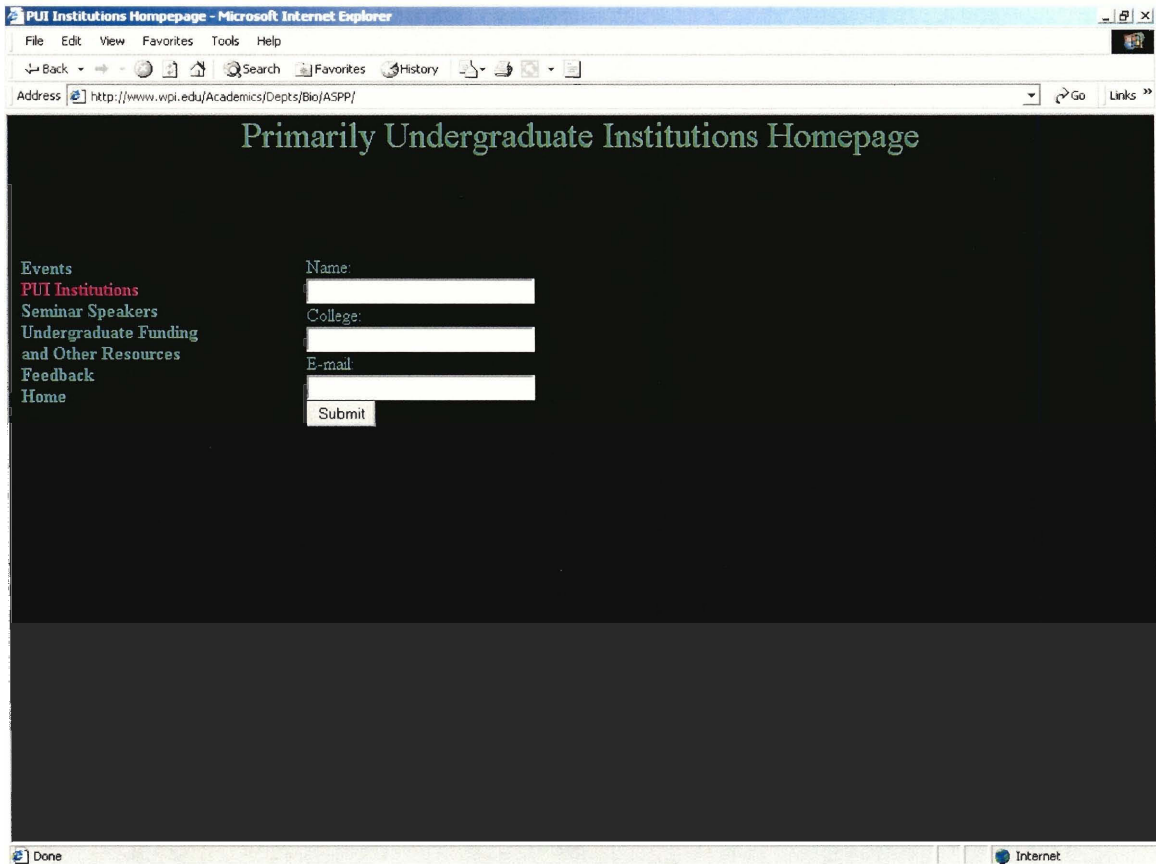 PUI Institutions Hompepage - Microsoft Internet Explorer
File Edit View Favorites Tools Help
Back Search Favorites History
Address http://www.wpi.edu/Academics/Depts/Bio/ASPP/ Go Links »
Primarily Undergraduate Institutions Homepage
Events
PUI Institutions
Seminar Speakers
Undergraduate Funding
and Other Resources
Feedback
Home
Name:
College:
E-mail:
Submit
Done Internet